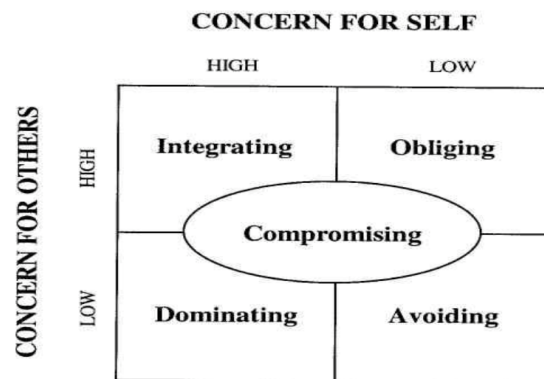 CONCERN FOR SELF
HIGH LOW
CONCERN FOR OTHERS
HIGH
Integrating Obliging
Compromising
LOW
Dominating Avoiding